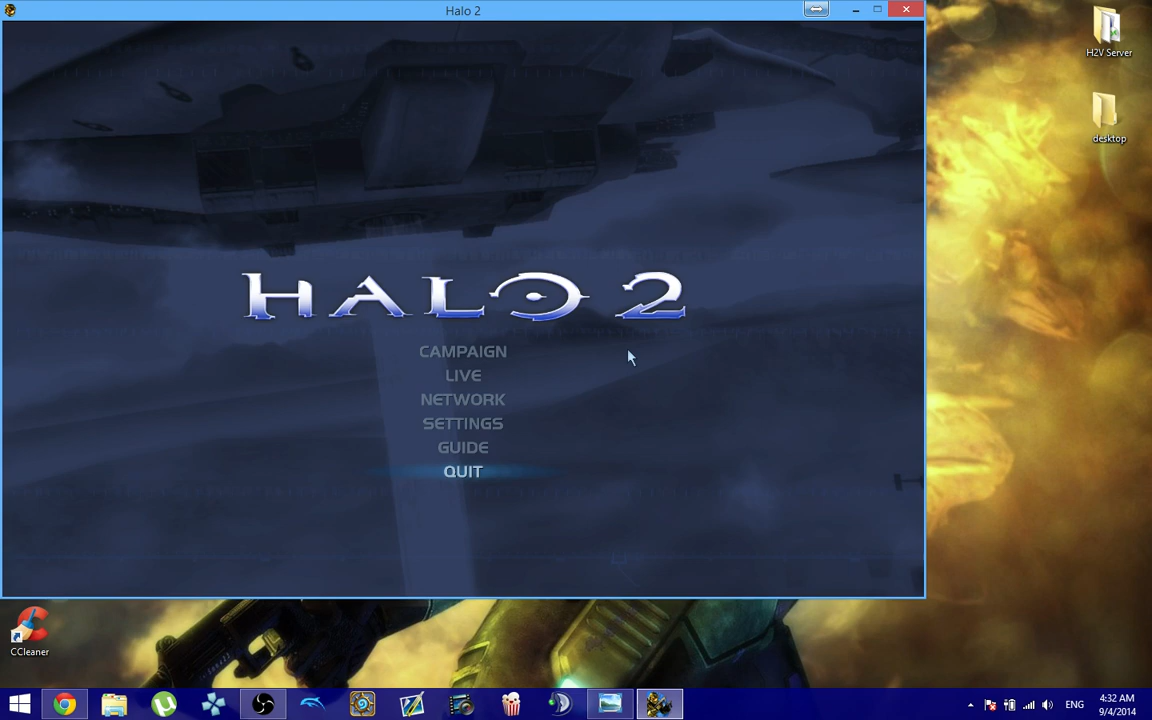 Halo 2
H2V Server
desktop
HALO 2
CAMPAIGN
LIVE
NETWORK
SETTINGS
GUIDE
QUIT
CCleaner
ENG
4:32 AM
9/4/2014